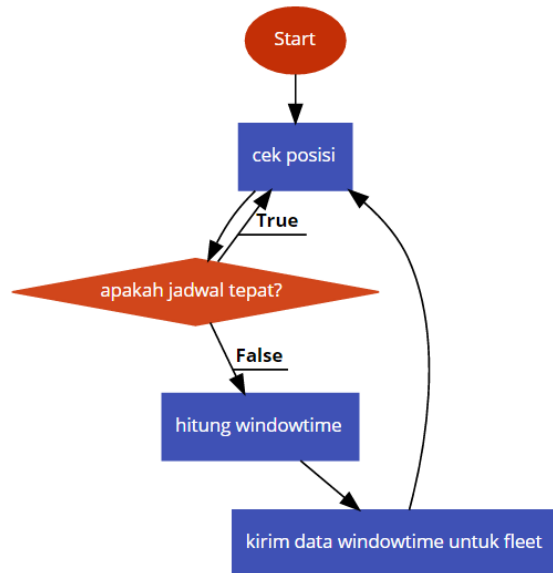 Start
cek posisi
True
apakah jadwal tepat?
False
hitung windowtime
kirim data windowtime untuk fleet